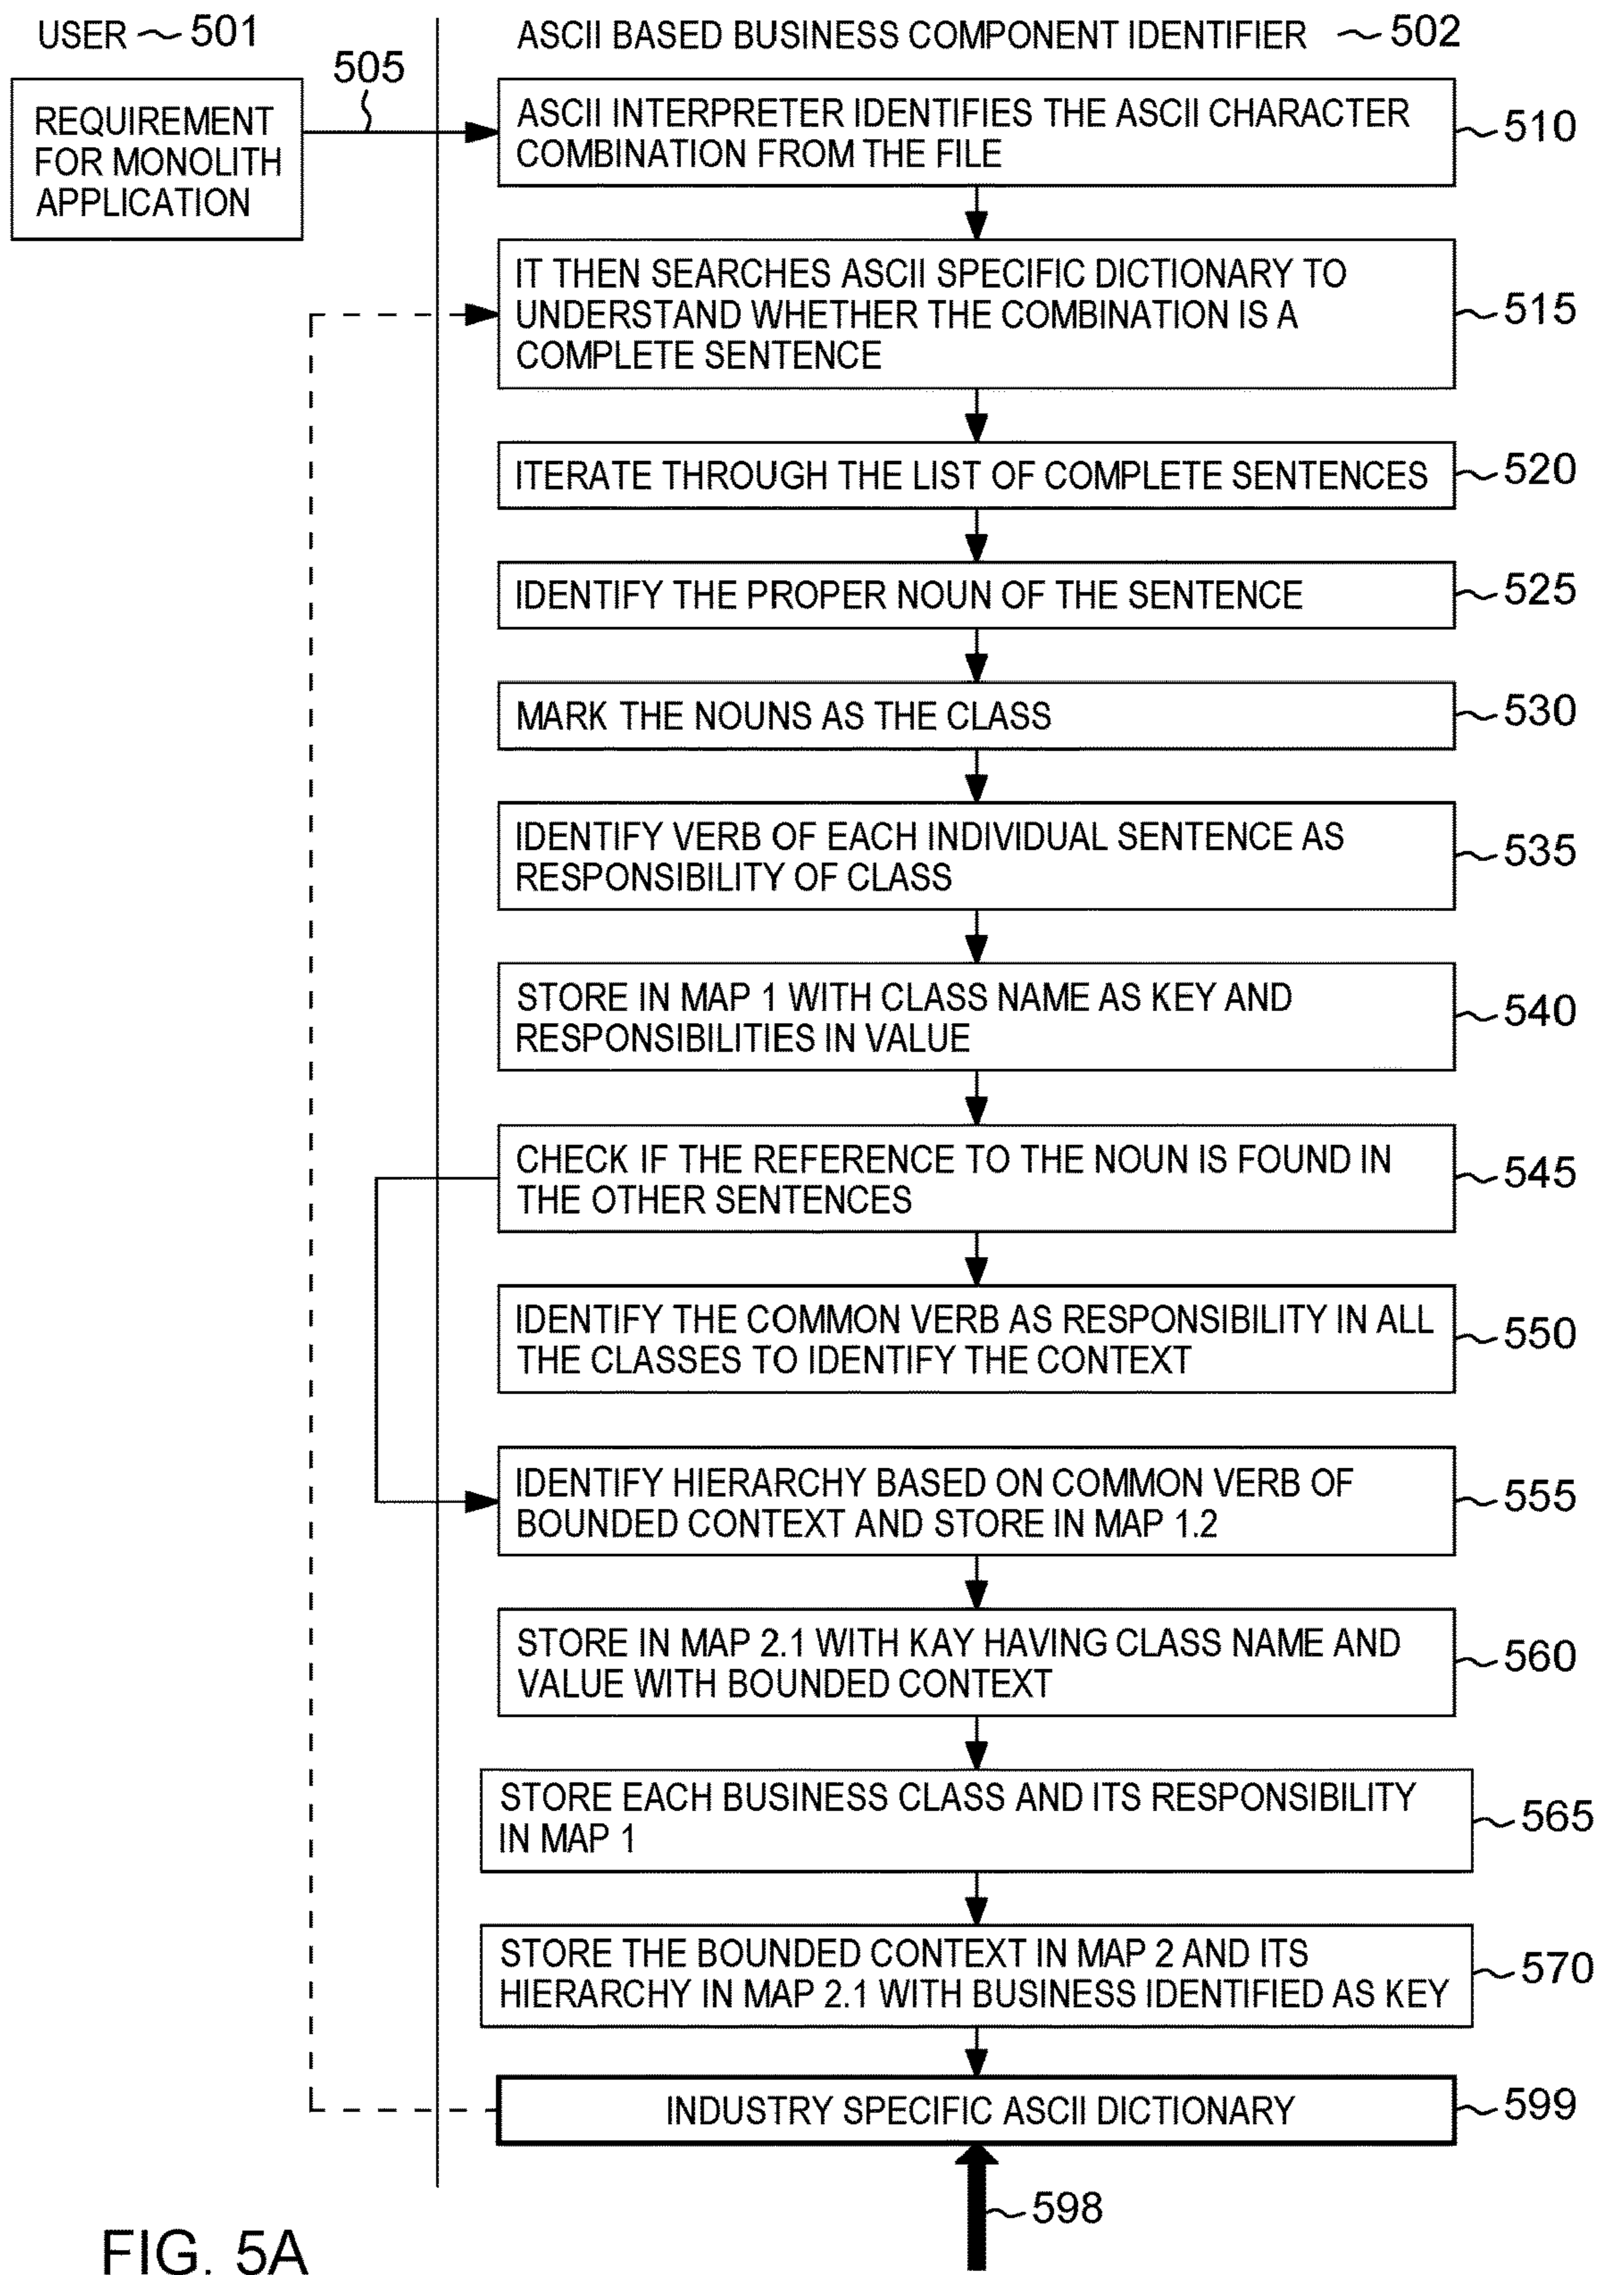 USER 501
ASCII BASED BUSINESS COMPONENT IDENTIFIER 502
505
REQUIREMENT
FOR MONOLITH
APPLICATION
ASCII INTERPRETER IDENTIFIES THE ASCII CHARACTER
COMBINATION FROM THE FILE
510
IT THEN SEARCHES ASCII SPECIFIC DICTIONARY TO
UNDERSTAND WHETHER THE COMBINATION IS A
COMPLETE SENTENCE
515
ITERATE THROUGH THE LIST OF COMPLETE SENTENCES
520
IDENTIFY THE PROPER NOUN OF THE SENTENCE
525
MARK THE NOUNS AS THE CLASS
530
IDENTIFY VERB OF EACH INDIVIDUAL SENTENCE AS
RESPONSIBILITY OF CLASS
535
STORE IN MAP 1 WITH CLASS NAME AS KEY AND
RESPONSIBILITIES IN VALUE
540
CHECK IF THE REFERENCE TO THE NOUN IS FOUND IN
THE OTHER SENTENCES
545
IDENTIFY THE COMMON VERB AS RESPONSIBILITY IN ALL
THE CLASSES TO IDENTIFY THE CONTEXT
550
IDENTIFY HIERARCHY BASED ON COMMON VERB OF
BOUNDED CONTEXT AND STORE IN MAP 1.2
555
STORE IN MAP 2.1 WITH KAY HAVING CLASS NAME AND
VALUE WITH BOUNDED CONTEXT
560
STORE EACH BUSINESS CLASS AND ITS RESPONSIBILITY
IN MAP 1
565
STORE THE BOUNDED CONTEXT IN MAP 2 AND ITS
HIERARCHY IN MAP 2.1 WITH BUSINESS IDENTIFIED AS KEY
570
INDUSTRY SPECIFIC ASCII DICTIONARY
599
598
FIG. 5A